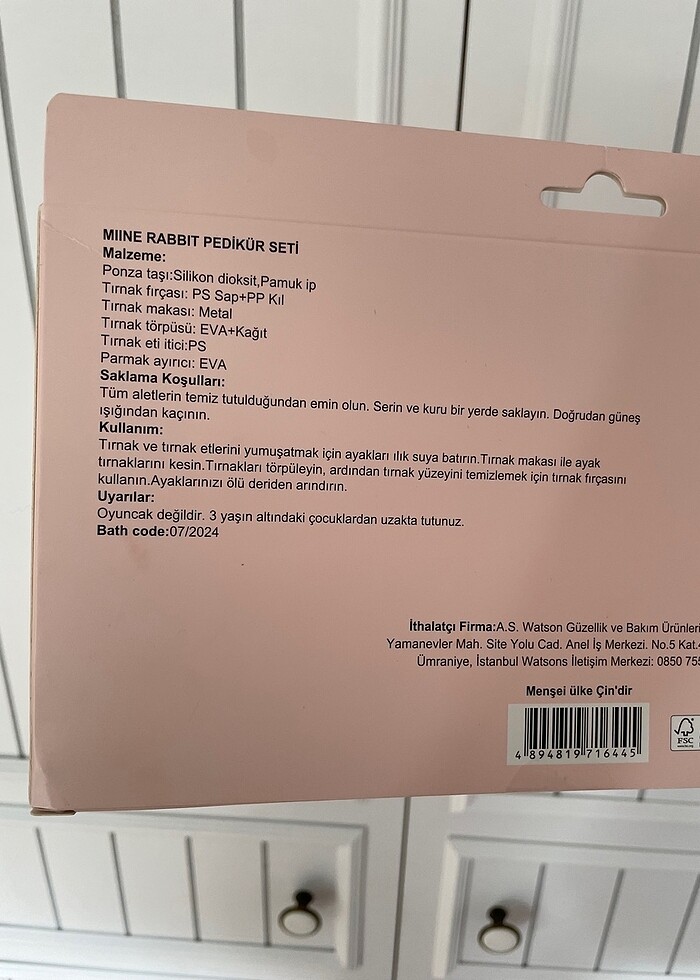 MIINE RABBIT PEDİKÜR SETİ
Malzeme:
Ponza taşı:Silikon dioksit,Pamuk ip
Tırnak fırçası: PS Sap+PP Kıl
Tırnak makası: Metal
Tırnak törpüsü: EVA+Kağıt
Tırnak eti itici:PS
Parmak ayırıcı: EVA
Saklama Koşulları:
Tüm aletlerin temiz tutulduğundan emin olun. Serin ve kuru bir yerde saklayın. Doğrudan güneş
ışığından kaçının.
Kullanım:
Tırnak ve tırnak etlerini yumuşatmak için ayakları ılık suya batırın.Tırnak makası ile ayak
tırnaklarını kesin.Tırnakları törpüleyin, ardından tırnak yüzeyini temizlemek için tırnak fırçasını
kullanın.Ayaklarınızı ölü deriden arındırın.
Uyarılar:
Oyuncak değildir. 3 yaşın altındaki çocuklardan uzakta tutunuz.
Bath code:07/2024
İthalatçı Firma:A.S. Watson Güzellik ve Bakım Ürünleri
Yamanevler Mah. Site Yolu Cad. Anel İş Merkezi. No.5 Kat.
Ümraniye, İstanbul Watsons İletişim Merkezi: 0850 755
Menşei ülke Çin'dir
4 894819 716445
FSC